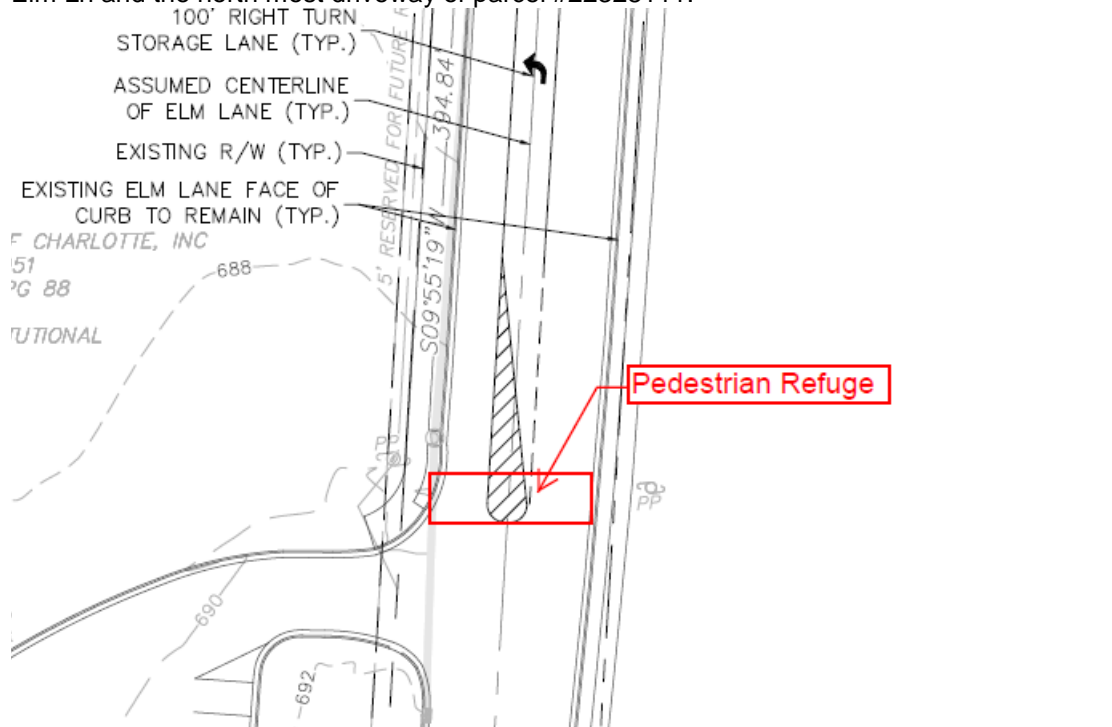 100' RIGHT TURN
STORAGE LANE (TYP.)
ASSUMED CENTERLINE
OF ELM LANE (TYP.)
EXISTING R/W (TYP.)
EXISTING ELM LANE FACE OF
CURB TO REMAIN (TYP.)
F CHARLOTTE, INC
51
PG 88
TUTIONAL
688
5' RESERVED FOR FUTURE R
S09°55'19"W
394.84
Pedestrian Refuge
PP
PP
690
692